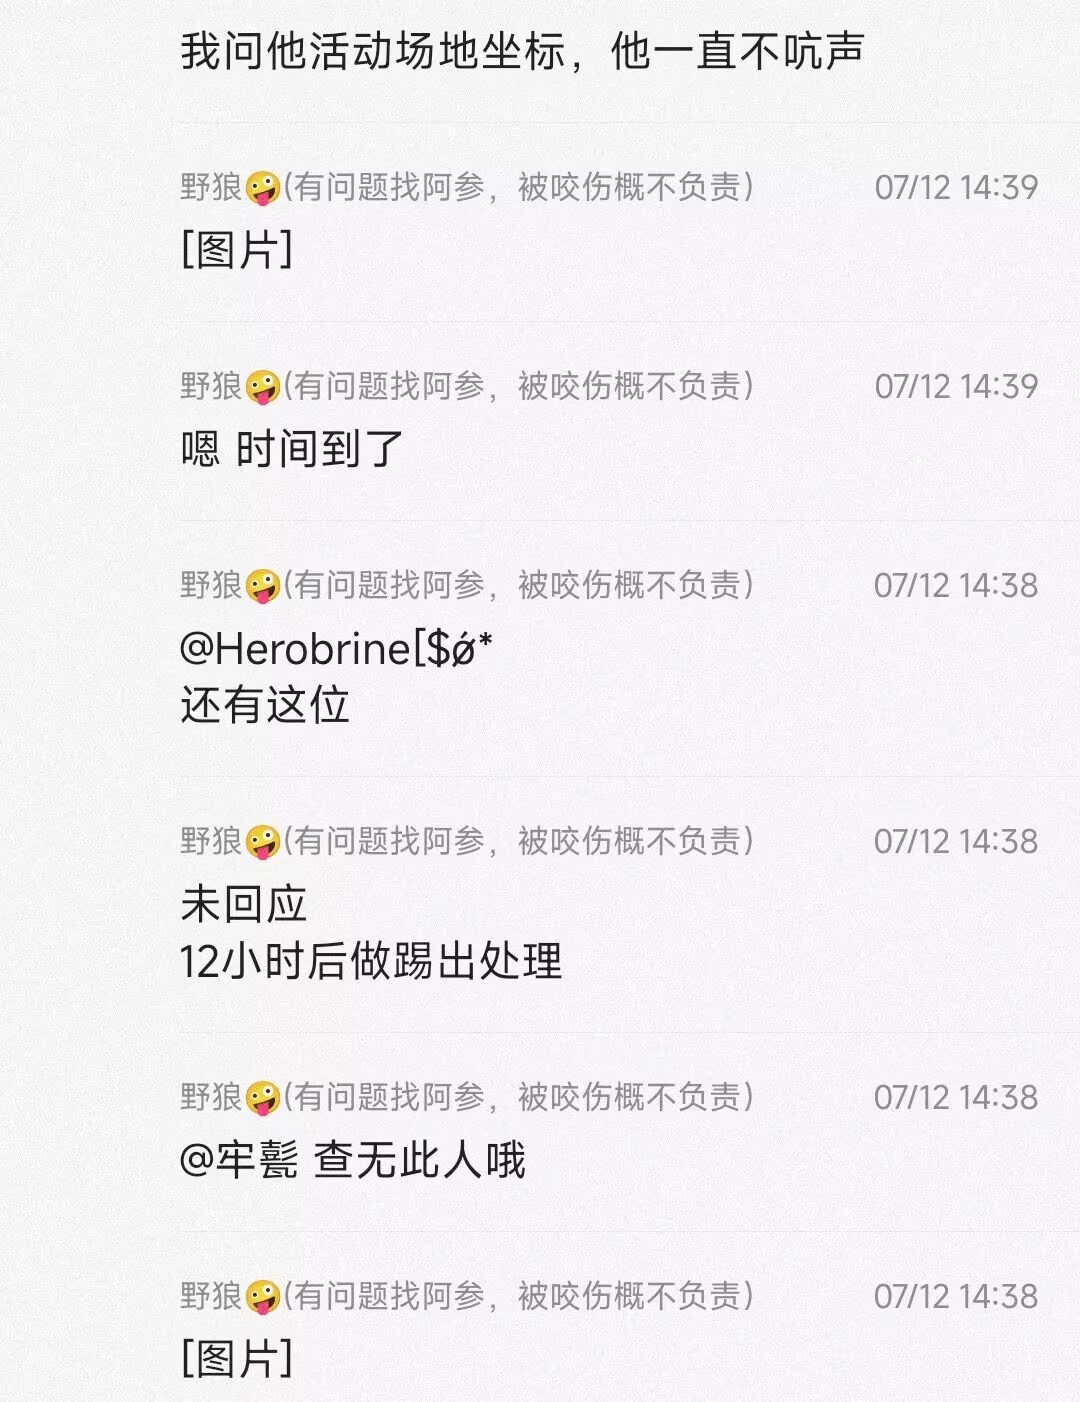 我问他活动场地坐标，他一直不吭声
野狼🤪(有问题找阿参，被咬伤概不负责) 07/12 14:39
[图片]
野狼🤪(有问题找阿参，被咬伤概不负责) 07/12 14:39
嗯 时间到了
野狼🤪(有问题找阿参，被咬伤概不负责) 07/12 14:38
@Herobrine[$ǿ*
还有这位
野狼🤪(有问题找阿参，被咬伤概不负责) 07/12 14:38
未回应
12小时后做踢出处理
野狼🤪(有问题找阿参，被咬伤概不负责) 07/12 14:38
@牢甏 查无此人哦
野狼🤪(有问题找阿参，被咬伤概不负责) 07/12 14:38
[图片]